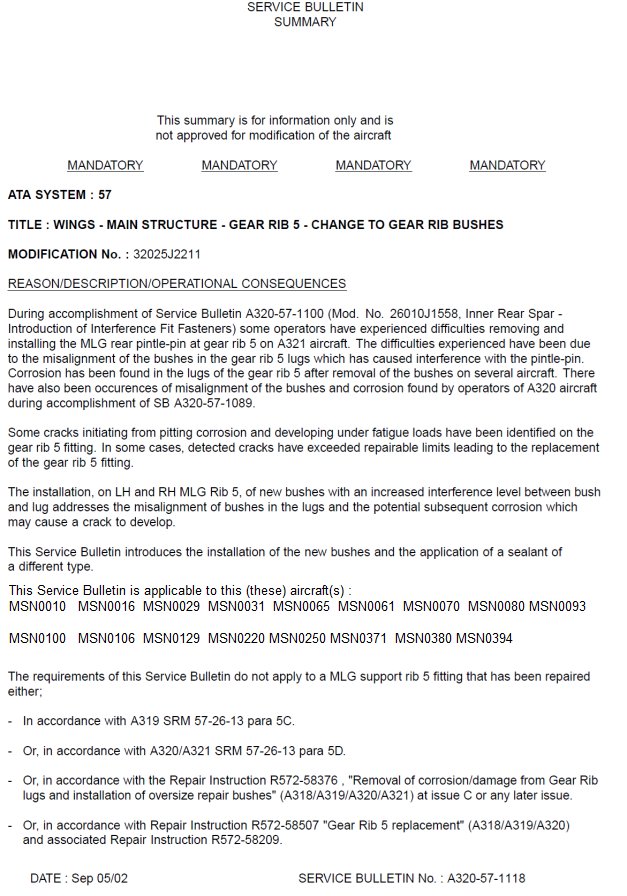 SERVICE BULLETIN
SUMMARY
This summary is for information only and is
not approved for modification of the aircraft
MANDATORY MANDATORY MANDATORY MANDATORY
ATA SYSTEM : 57
TITLE : WINGS - MAIN STRUCTURE - GEAR RIB 5 - CHANGE TO GEAR RIB BUSHES
MODIFICATION No. : 32025J2211
REASON/DESCRIPTION/OPERATIONAL CONSEQUENCES
During accomplishment of Service Bulletin A320-57-1100 (Mod. No. 26010J1558, Inner Rear Spar -
Introduction of Interference Fit Fasteners) some operators have experienced difficulties removing and
installing the MLG rear pintle-pin at gear rib 5 on A321 aircraft. The difficulties experienced have been due
to the misalignment of the bushes in the gear rib 5 lugs which has caused interference with the pintle-pin.
Corrosion has been found in the lugs of the gear rib 5 after removal of the bushes on several aircraft. There
have also been occurences of misalignment of the bushes and corrosion found by operators of A320 aircraft
during accomplishment of SB A320-57-1089.
Some cracks initiating from pitting corrosion and developing under fatigue loads have been identified on the
gear rib 5 fitting. In some cases, detected cracks have exceeded repairable limits leading to the replacement
of the gear rib 5 fitting.
The installation, on LH and RH MLG Rib 5, of new bushes with an increased interference level between bush
and lug addresses the misalignment of bushes in the lugs and the potential subsequent corrosion which
may cause a crack to develop.
This Service Bulletin introduces the installation of the new bushes and the application of a sealant of
a different type.
This Service Bulletin is applicable to this (these) aircraft(s) :
MSN0010 MSN0016 MSN0029 MSN0031 MSN0065 MSN0061 MSN0070 MSN0080 MSN0093
MSN0100 MSN0106 MSN0129 MSN0220 MSN0250 MSN0371 MSN0380 MSN0394
The requirements of this Service Bulletin do not apply to a MLG support rib 5 fitting that has been repaired
either;
- In accordance with A319 SRM 57-26-13 para 5C.
- Or, in accordance with A320/A321 SRM 57-26-13 para 5D.
- Or, in accordance with the Repair Instruction R572-58376 , "Removal of corrosion/damage from Gear Rib
lugs and installation of oversize repair bushes" (A318/A319/A320/A321) at issue C or any later issue.
- Or, in accordance with Repair Instruction R572-58507 "Gear Rib 5 replacement" (A318/A319/A320)
and associated Repair Instruction R572-58209.
DATE : Sep 05/02 SERVICE BULLETIN No. : A320-57-1118